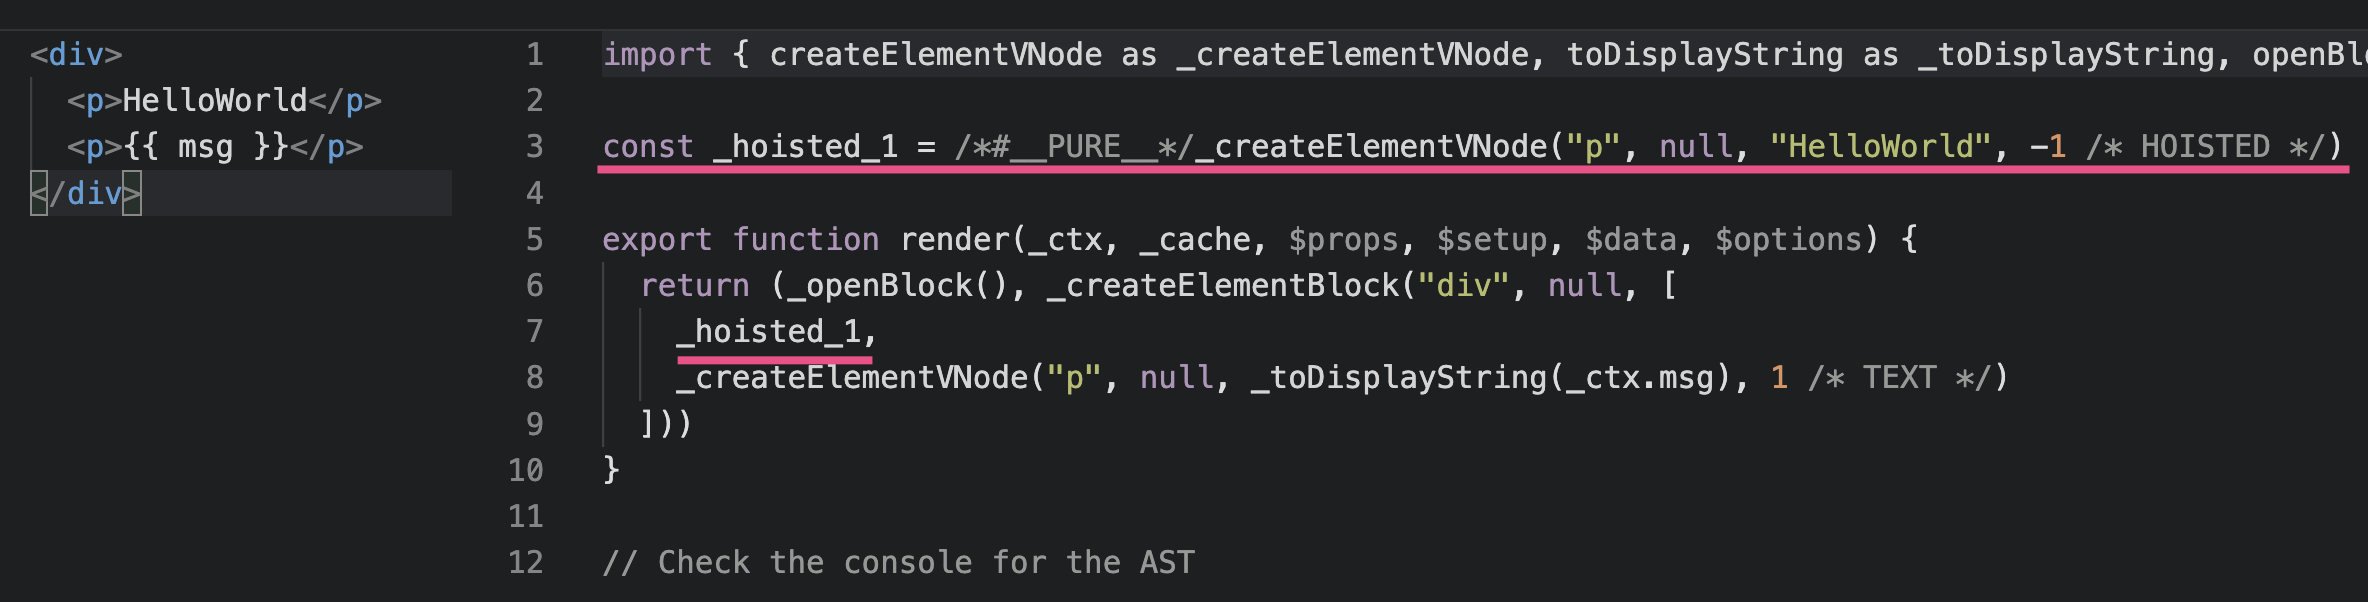 <div>
<p>HelloWorld</p>
<p>{{ msg }}</p>
</div>
1 import { createElementVNode as _createElementVNode, toDisplayString as _toDisplayString,
2
3 const _hoisted_1 = /*#__PURE__*/_createElementVNode("p", null, "HelloWorld", -1 /* HOISTED */)
4
5 export function render(_ctx, _cache, $props, $setup, $data, $options) {
6 return (_openBlock(), _createElementBlock("div", null, [
7 _hoisted_1,
8 _createElementVNode("p", null, _toDisplayString(_ctx.msg), 1 /* TEXT */)
9 ]))
10 }
11
12 // Check the console for the AST